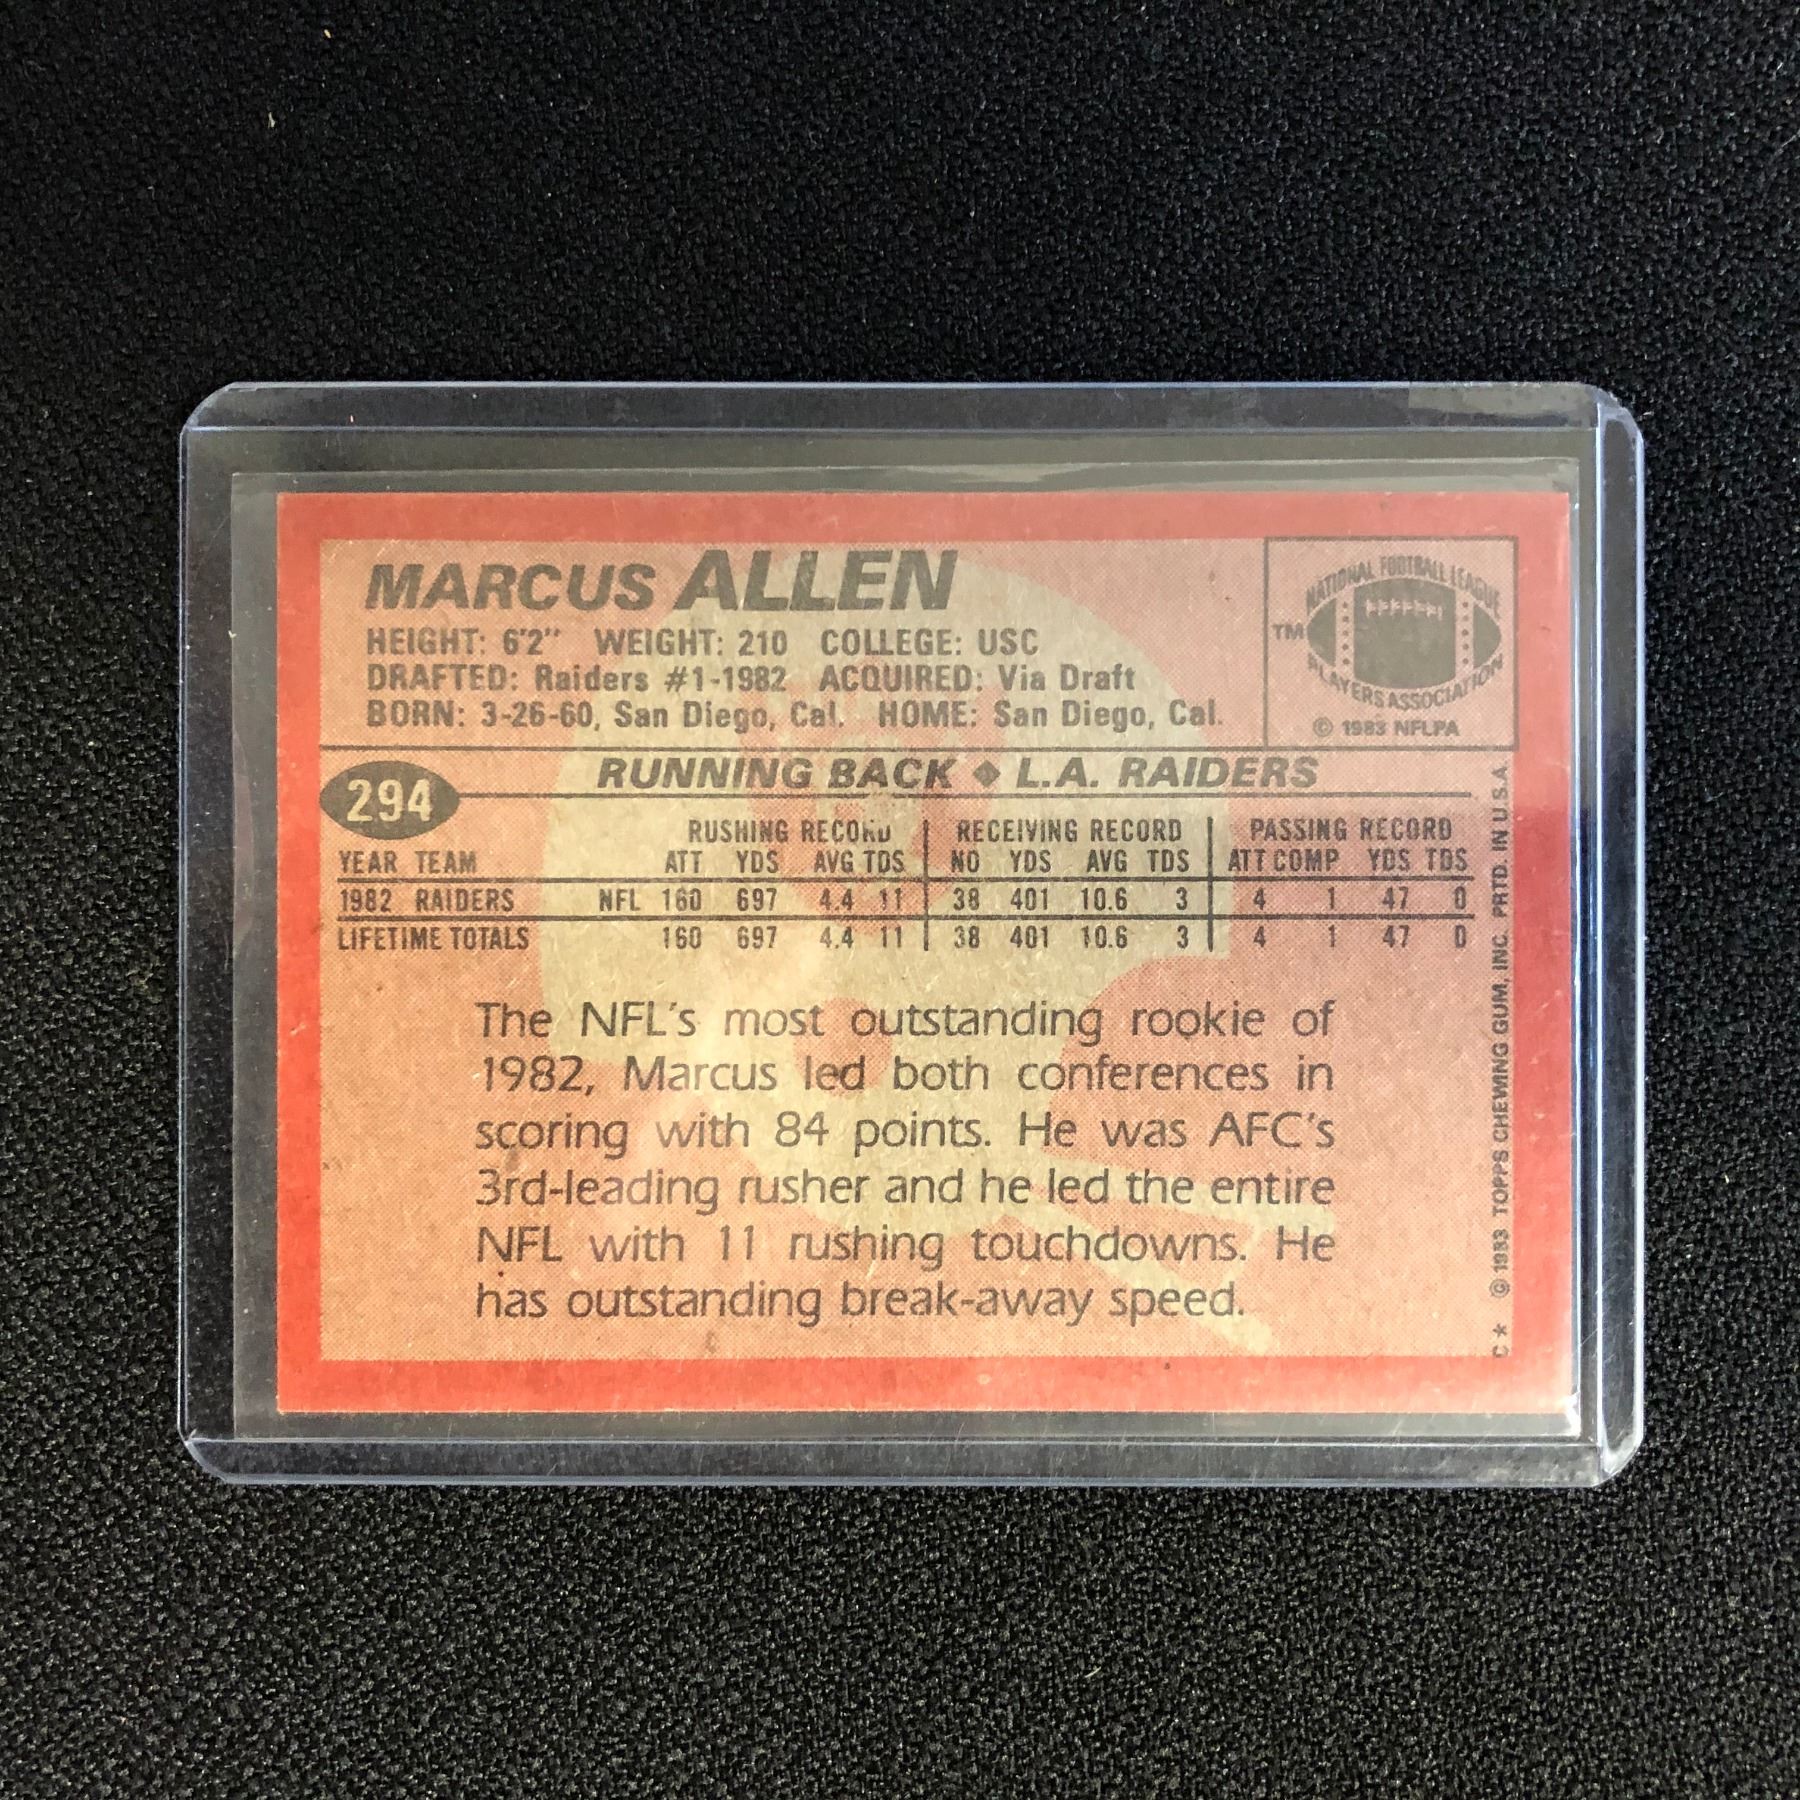 MARCUS ALLEN
HEIGHT: 6'2" WEIGHT: 210 COLLEGE: USC
DRAFTED: Raiders #1-1982 ACQUIRED: Via Draft
BORN: 3-26-60, San Diego, Cal. HOME: San Diego, Cal.
NATIONAL FOOTBALL LEAGUE
TM
PLAYERS ASSOCIATION
© 1983 NFLPA
294
RUNNING BACK ◆ L.A. RAIDERS
RUSHING RECORD RECEIVING RECORD PASSING RECORD
YEAR TEAM ATT YDS AVG TDS NO YDS AVG TDS ATT COMP YDS TDS
1982 RAIDERS NFL 160 697 4.4 11 38 401 10.6 3 4 1 47 0
LIFETIME TOTALS 160 697 4.4 11 38 401 10.6 3 4 1 47 0
The NFL's most outstanding rookie of
1982, Marcus led both conferences in
scoring with 84 points. He was AFC's
3rd-leading rusher and he led the entire
NFL with 11 rushing touchdowns. He
has outstanding break-away speed.
C* © 1983 TOPPS CHEWING GUM, INC. PRTD. IN U.S.A.